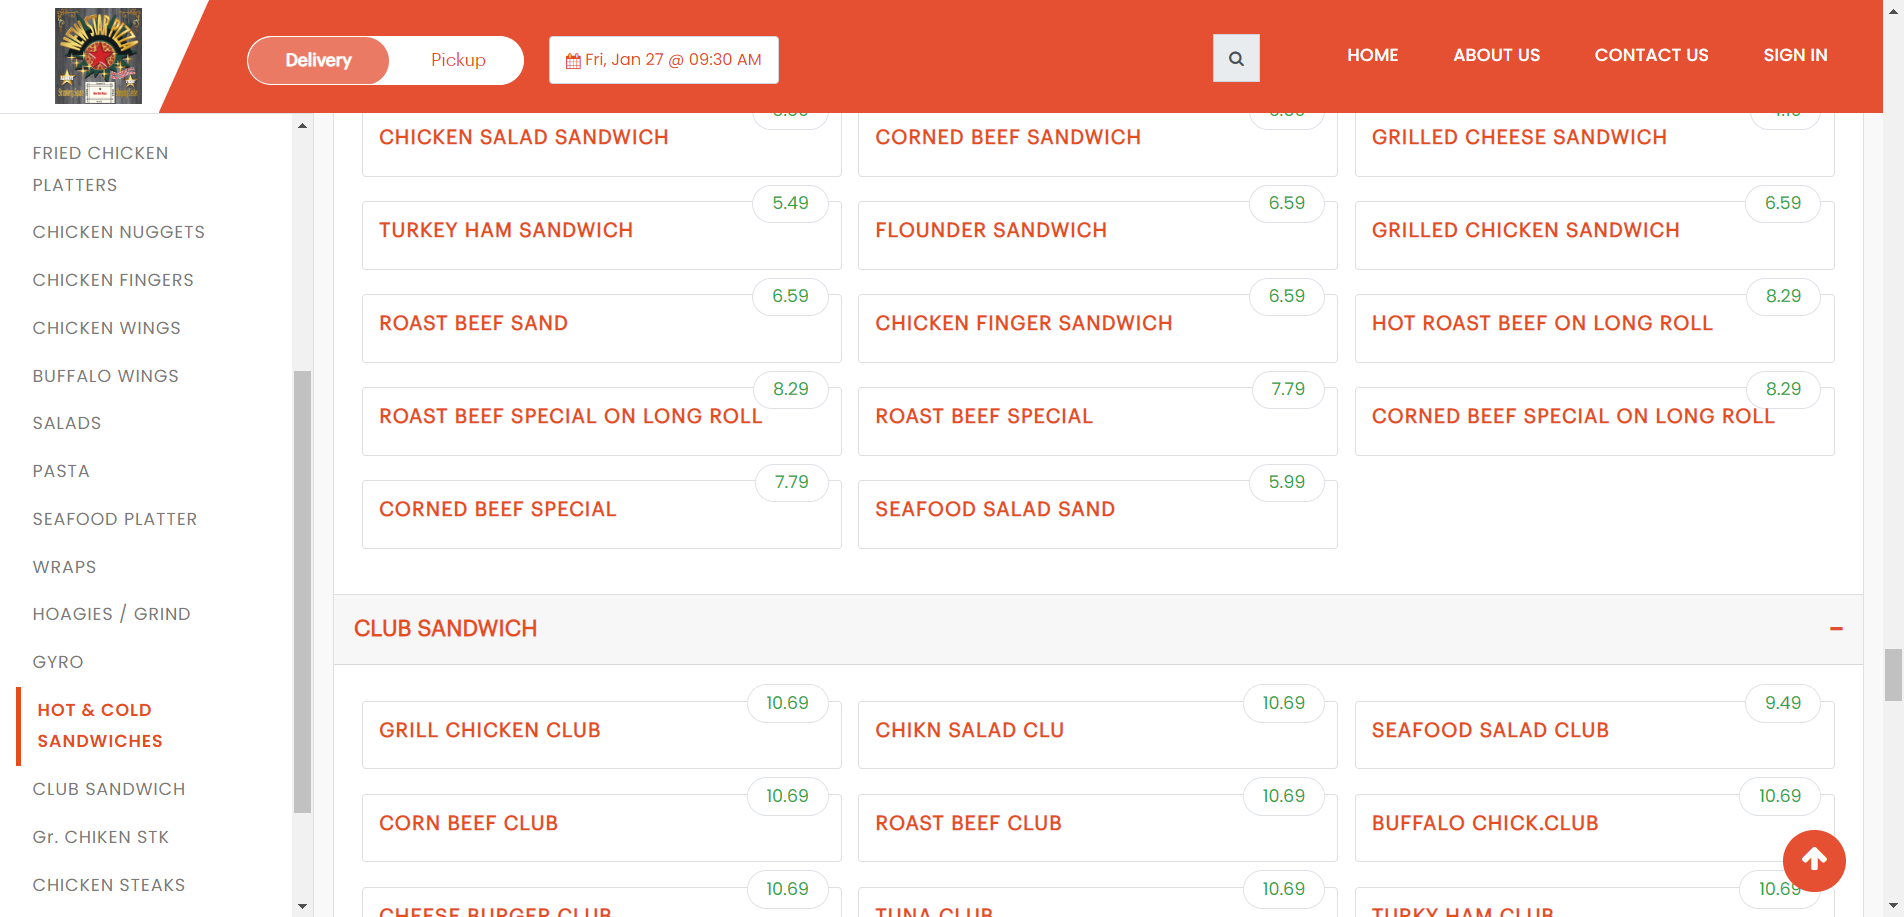 NEW STAR PIZZA
Delivery
Pickup
Fri, Jan 27 @ 09:30 AM
HOME
ABOUT US
CONTACT US
SIGN IN
FRIED CHICKEN
PLATTERS
CHICKEN NUGGETS
CHICKEN FINGERS
CHICKEN WINGS
BUFFALO WINGS
SALADS
PASTA
SEAFOOD PLATTER
WRAPS
HOAGIES / GRIND
GYRO
HOT & COLD
SANDWICHES
CLUB SANDWICH
Gr. CHIKEN STK
CHICKEN STEAKS
CHICKEN SALAD SANDWICH
CORNED BEEF SANDWICH
GRILLED CHEESE SANDWICH
5.49
TURKEY HAM SANDWICH
6.59
FLOUNDER SANDWICH
6.59
GRILLED CHICKEN SANDWICH
6.59
ROAST BEEF SAND
6.59
CHICKEN FINGER SANDWICH
8.29
HOT ROAST BEEF ON LONG ROLL
8.29
ROAST BEEF SPECIAL ON LONG ROLL
7.79
ROAST BEEF SPECIAL
8.29
CORNED BEEF SPECIAL ON LONG ROLL
7.79
CORNED BEEF SPECIAL
5.99
SEAFOOD SALAD SAND
CLUB SANDWICH
10.69
GRILL CHICKEN CLUB
10.69
CHIKN SALAD CLU
9.49
SEAFOOD SALAD CLUB
10.69
CORN BEEF CLUB
10.69
ROAST BEEF CLUB
10.69
BUFFALO CHICK.CLUB
10.69
CHEESE BURGER CLUB
10.69
TUNA CLUB
10.69
TURKY HAM CLUB